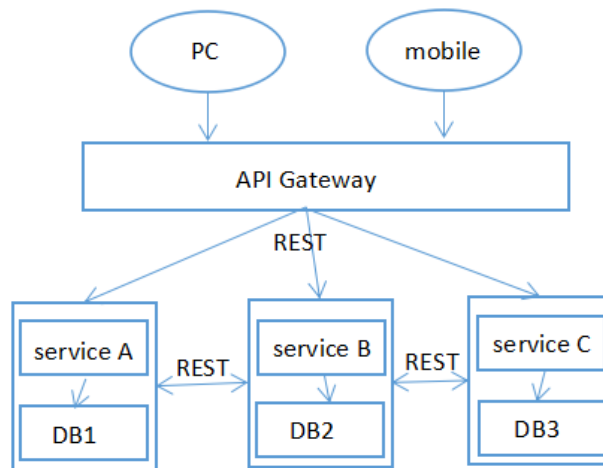 PC
mobile
API Gateway
REST
service A
service B
service C
REST
REST
DB1
DB2
DB3